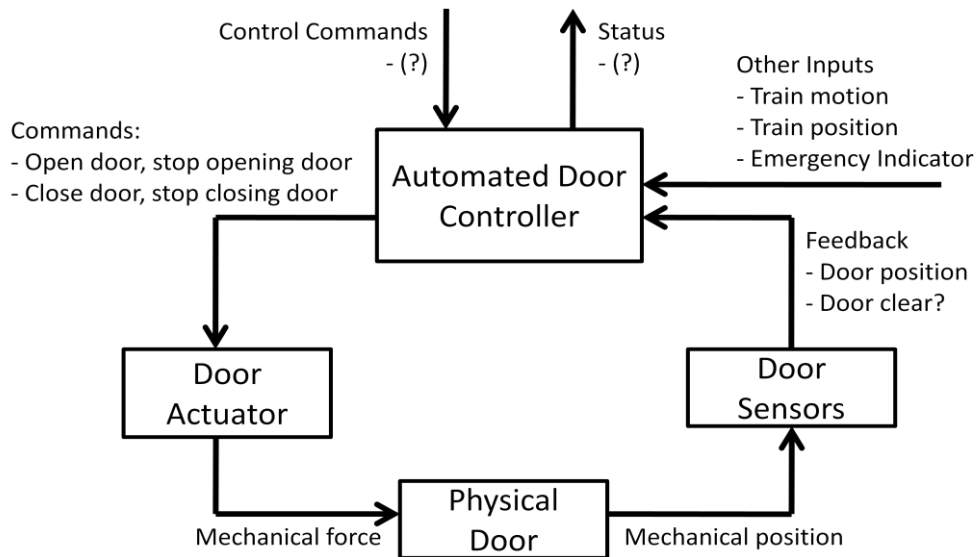 Control Commands
- (?)
Status
- (?)
Other Inputs
- Train motion
- Train position
- Emergency Indicator
Commands:
- Open door, stop opening door
- Close door, stop closing door
Automated Door
Controller
Feedback
- Door position
- Door clear?
Door
Actuator
Door
Sensors
Physical
Door
Mechanical force
Mechanical position